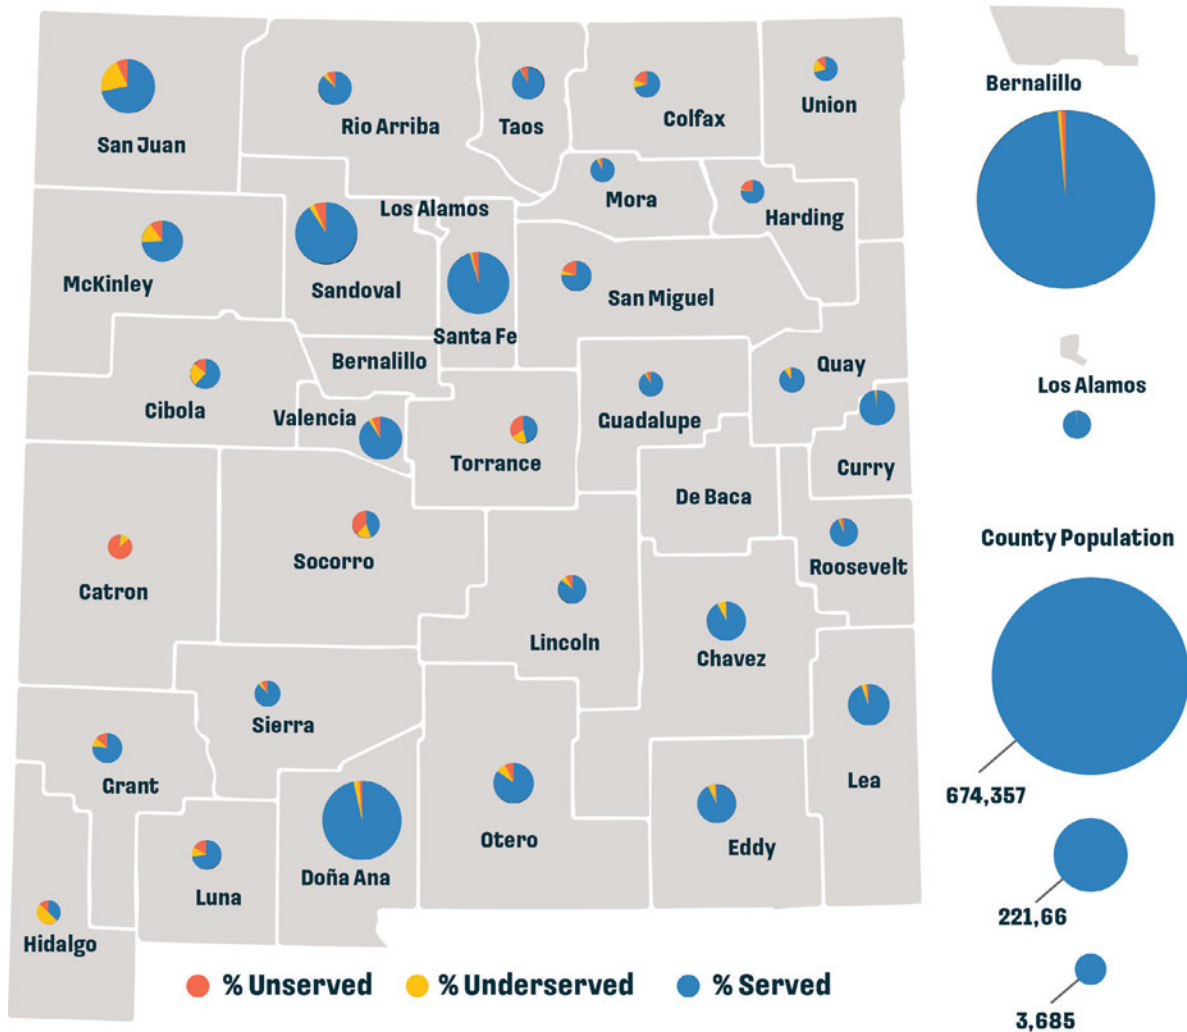 Bernalillo
Union
Colfax
Rio Arriba
Taos
San Juan
Mora
Los Alamos
Harding
McKinley
Sandoval
San Miguel
Santa Fe
Bernalillo
Quay
Los Alamos
Cibola
Valencia
Guadalupe
Torrance
Curry
De Baca
County Population
Socorro
Roosevelt
Catron
Lincoln
Chavez
Sierra
Grant
Lea
674,357
Otero
Eddy
Doña Ana
Luna
221,66
Hidalgo
% Unserved
% Underserved
% Served
3,685